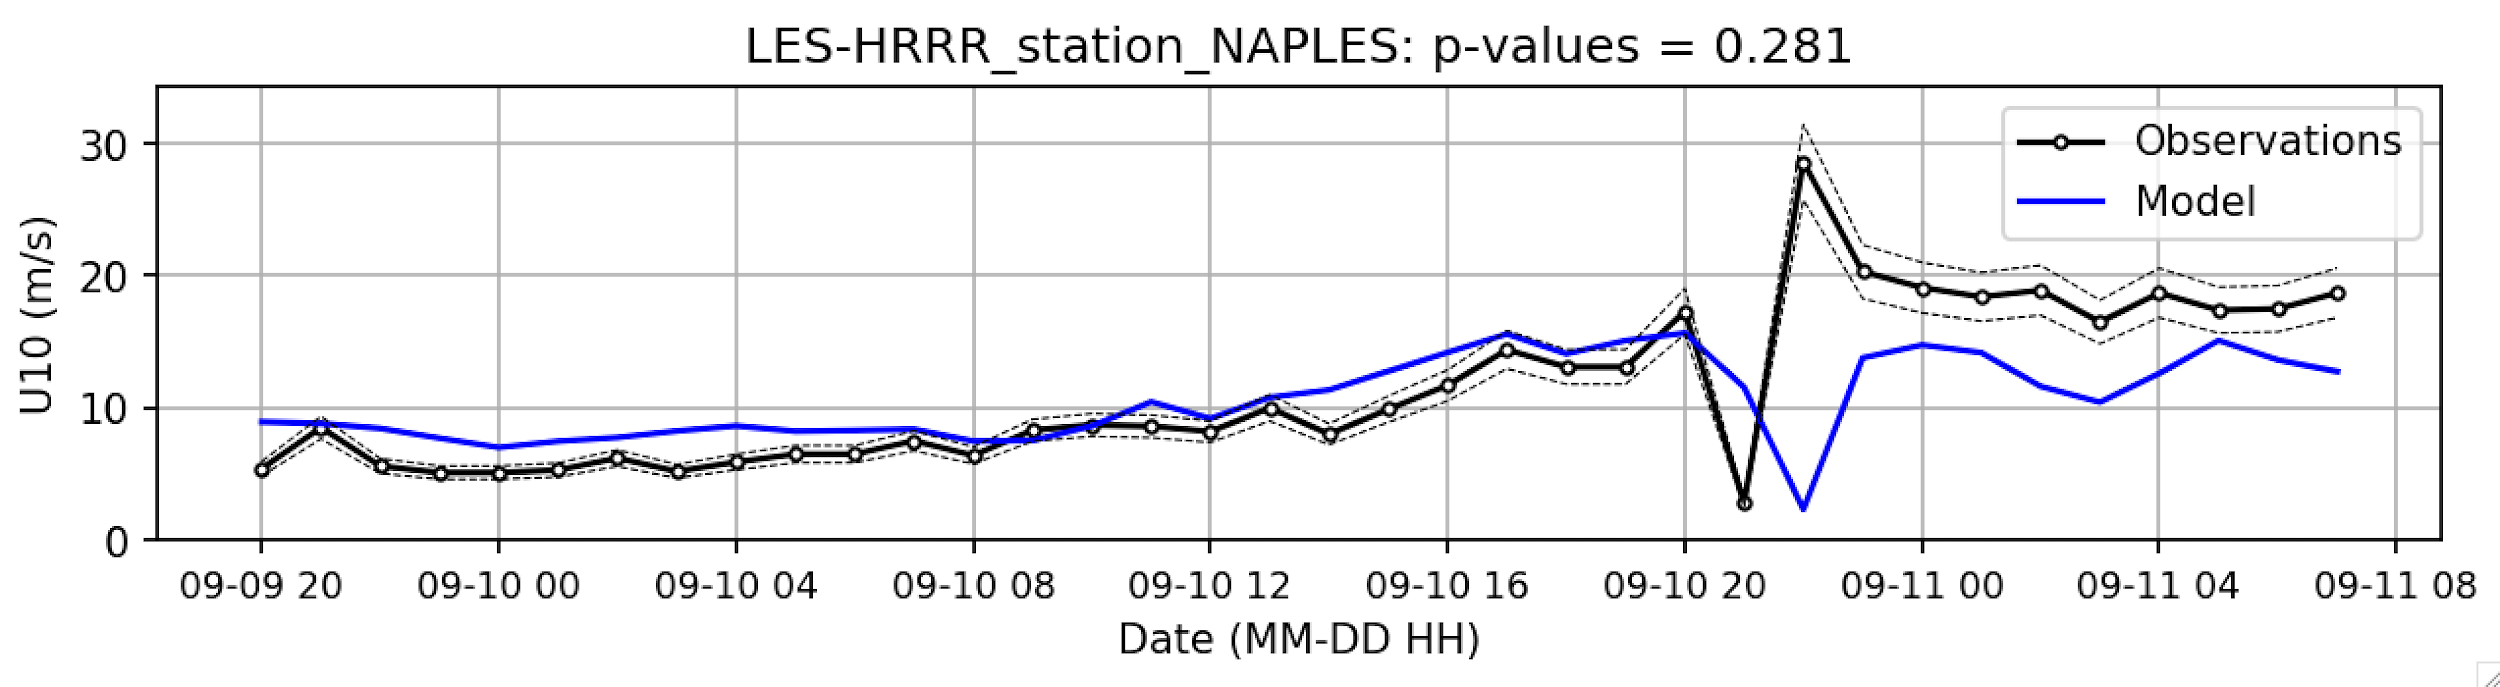 LES-HRRR_station_NAPLES: p-values = 0.281
30
20
10
0
U10 (m/s)
Observations
Model
09-09 20 09-10 00 09-10 04 09-10 08 09-10 12 09-10 16 09-10 20 09-11 00 09-11 04 09-11 08
Date (MM-DD HH)